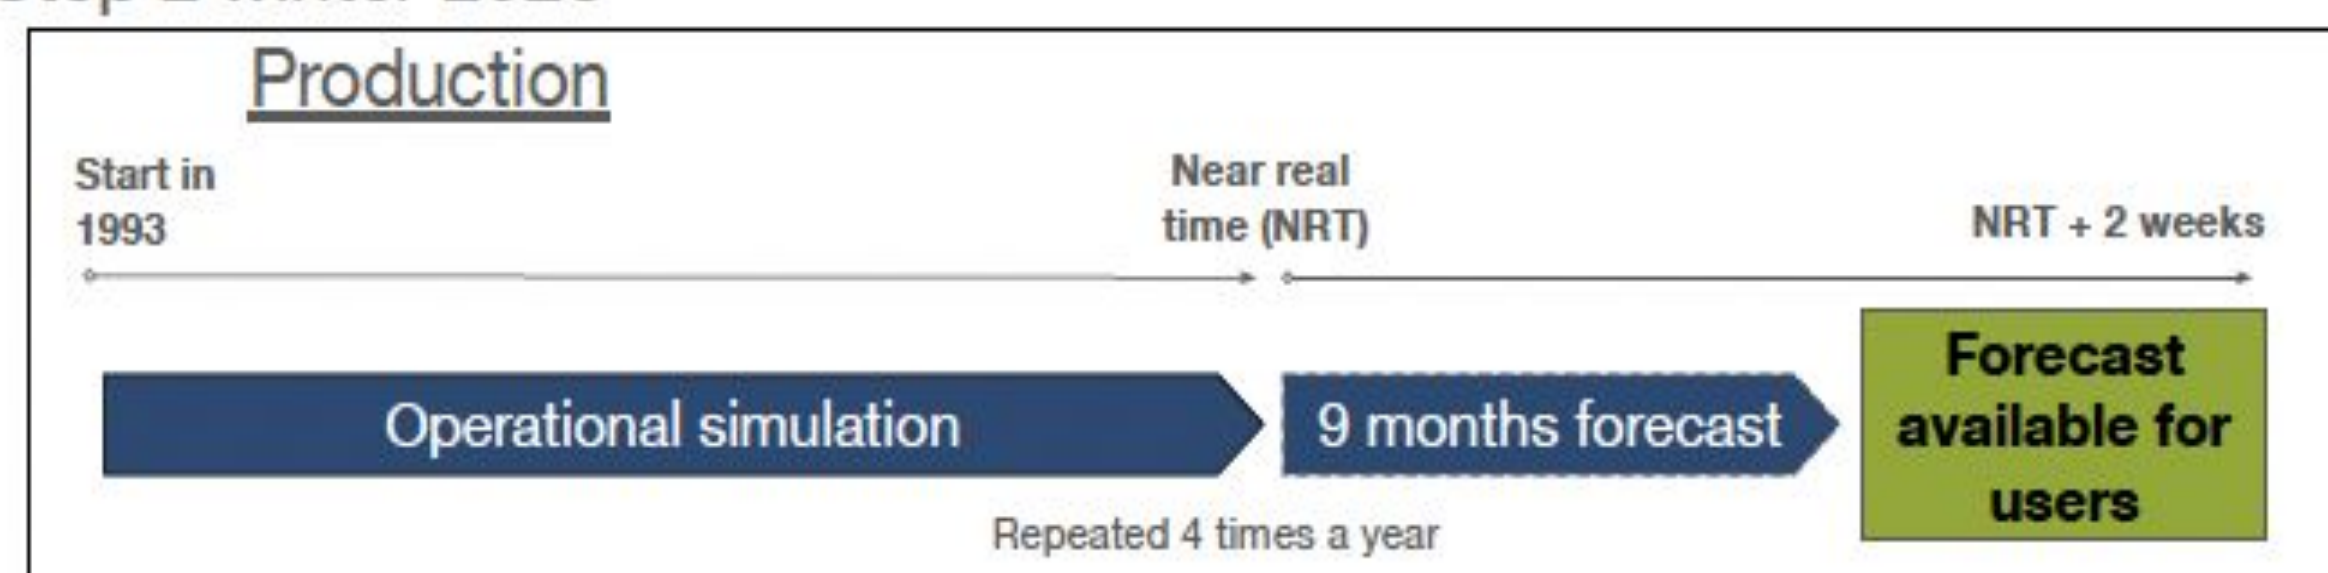 Production
Start in
1993
Near real
time (NRT)
NRT + 2 weeks
Operational simulation
9 months forecast
Forecast
available for
users
Repeated 4 times a year